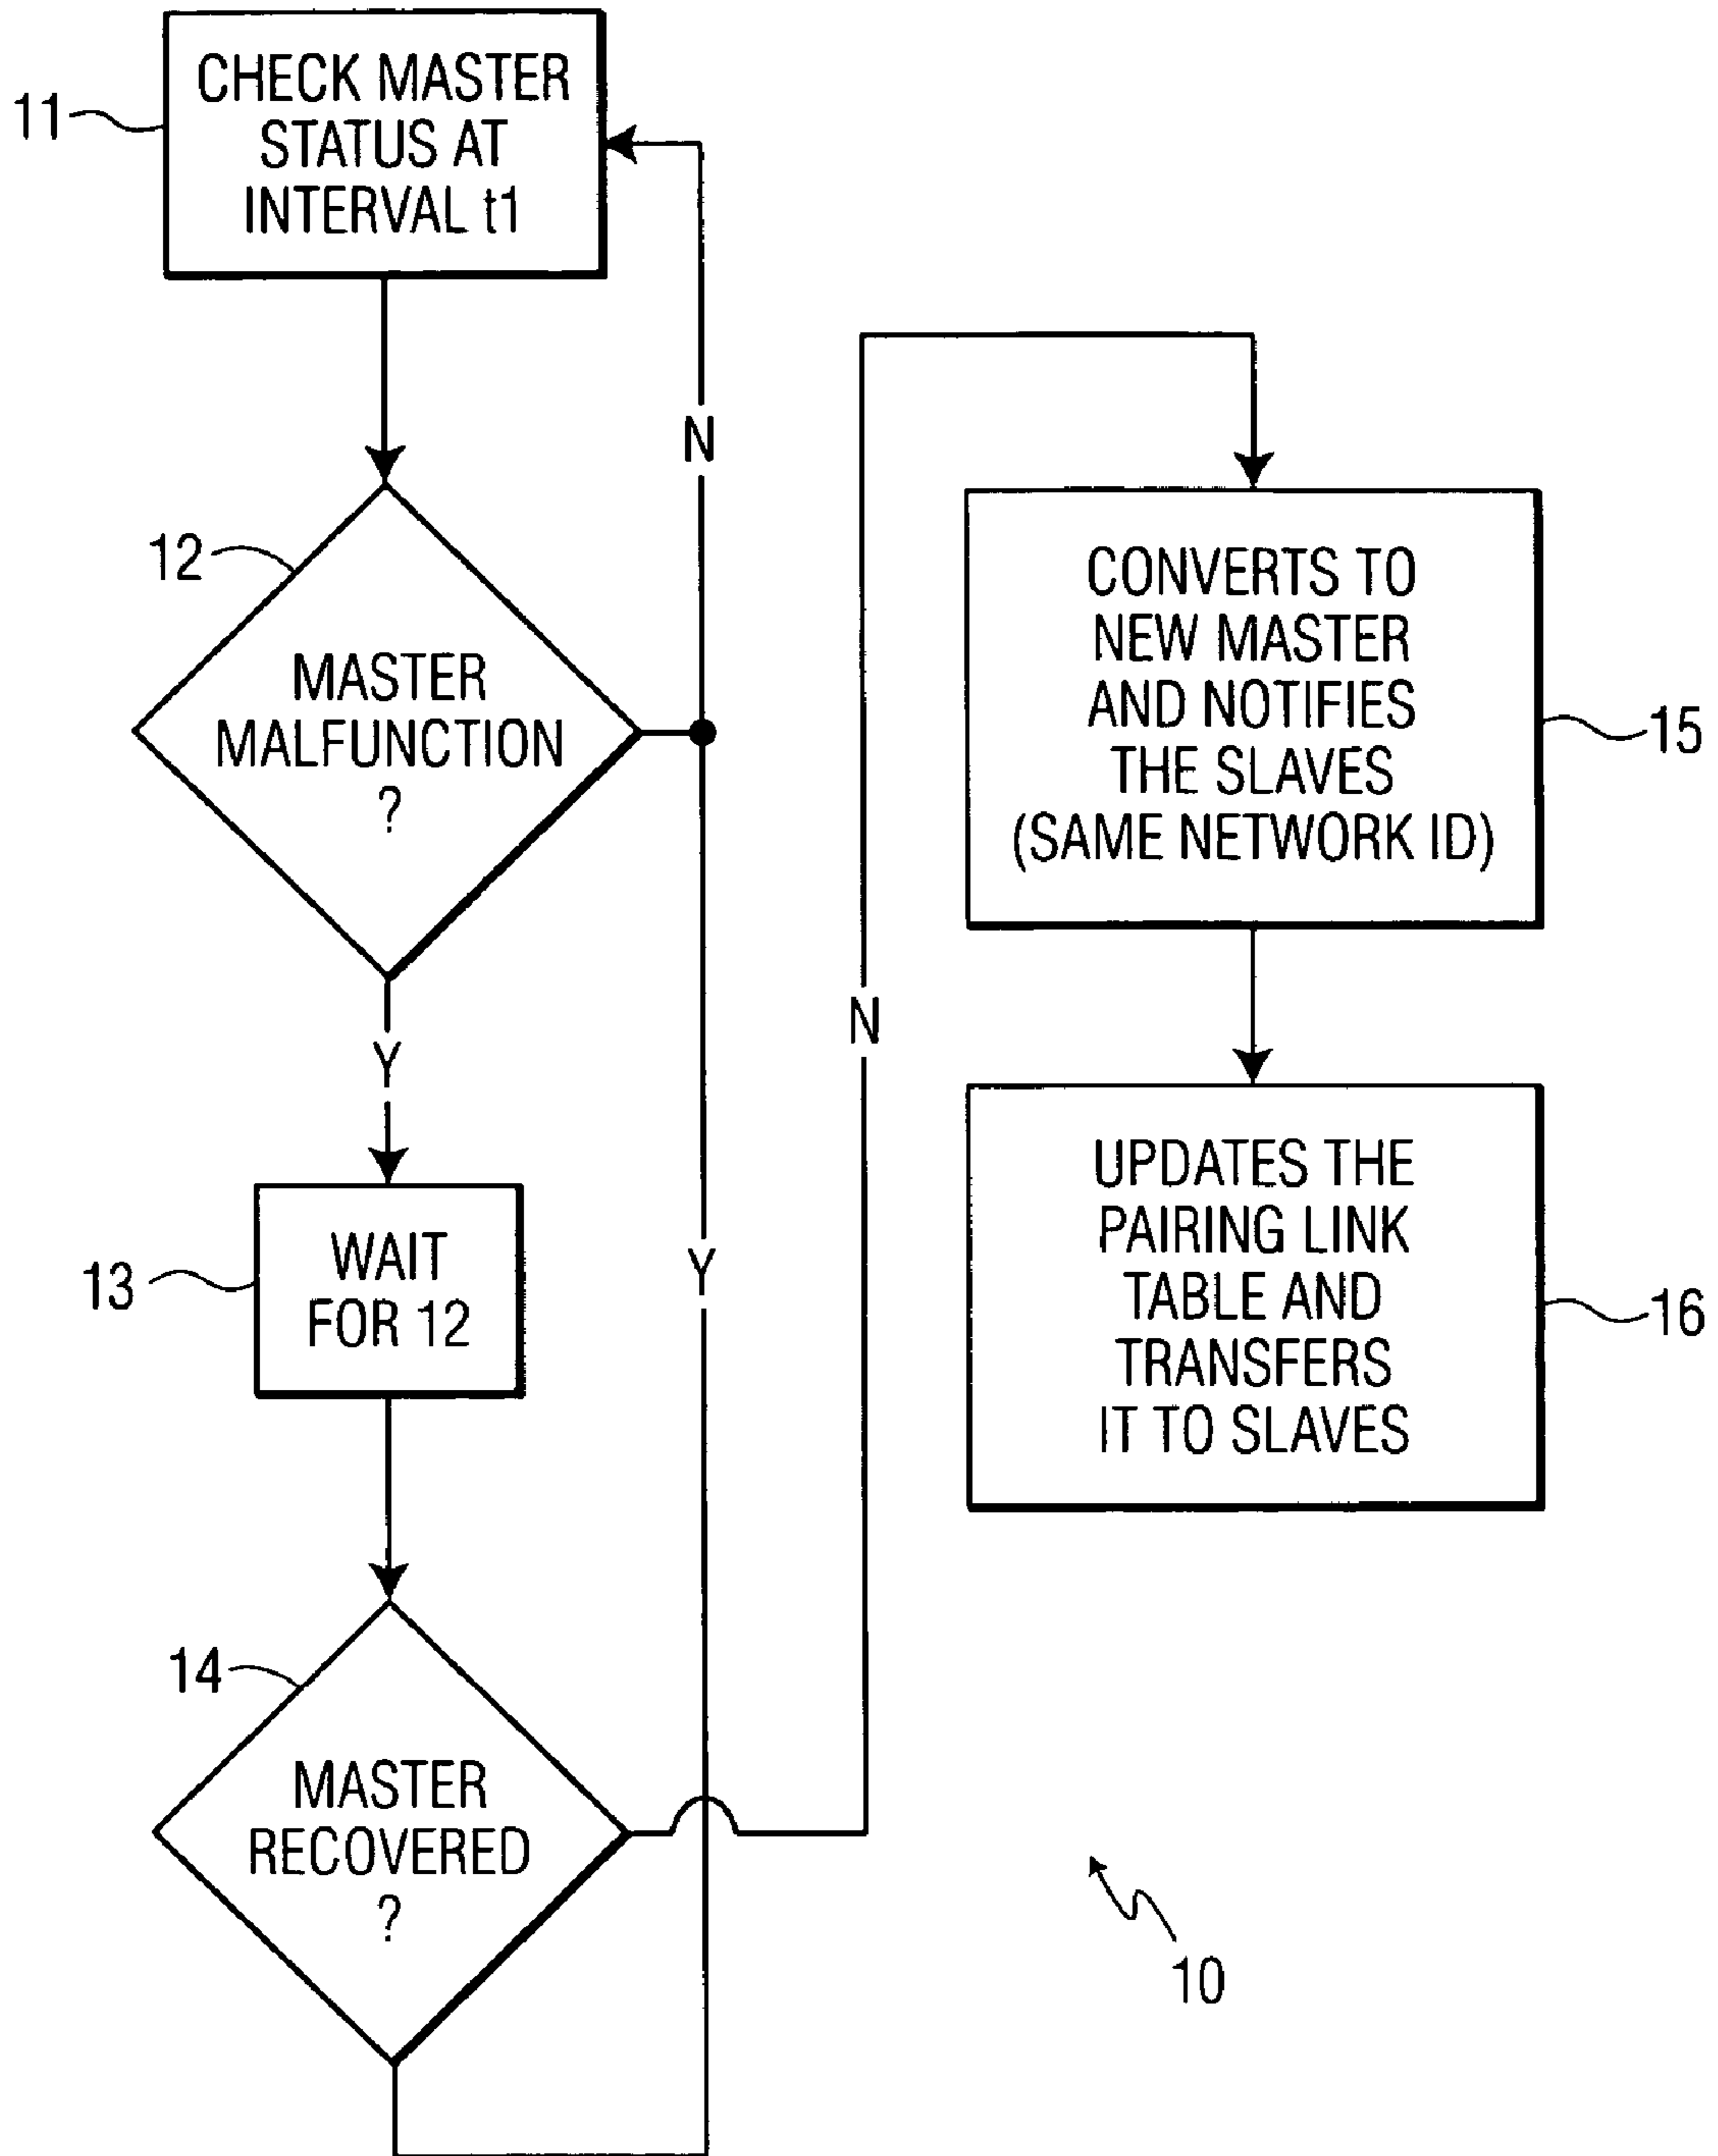 CHECK MASTER
STATUS AT
INTERVAL t1
11
N
12
MASTER
MALFUNCTION
?
Y
13
WAIT
FOR 12
Y
14
MASTER
RECOVERED
?
N
CONVERTS TO
NEW MASTER
AND NOTIFIES
THE SLAVES
(SAME NETWORK ID)
15
UPDATES THE
PAIRING LINK
TABLE AND
TRANSFERS
IT TO SLAVES
16
10